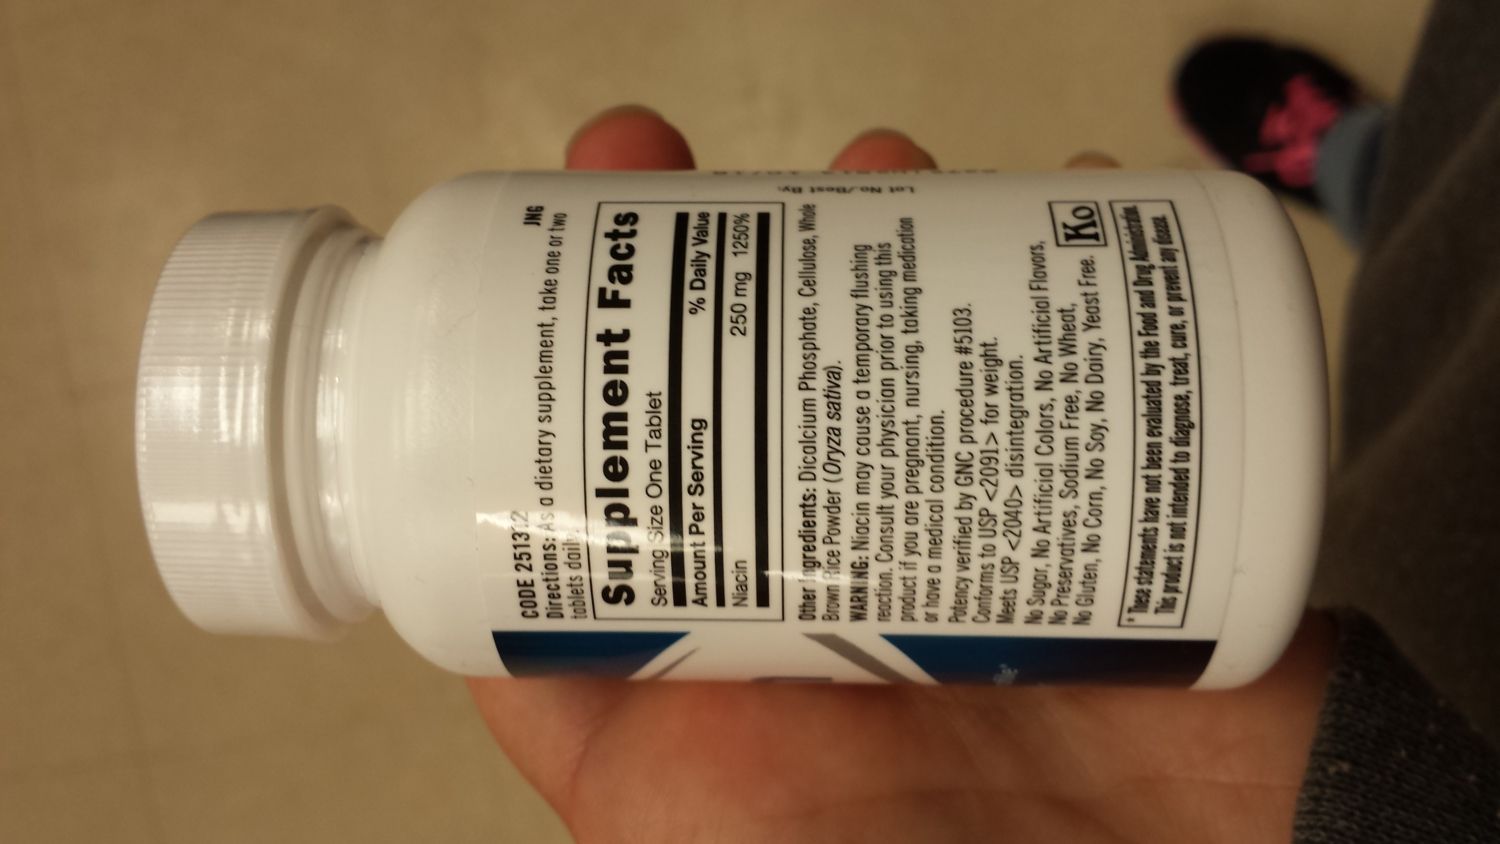 CODE 251312 JNG
Directions: As a dietary supplement, take one or two
tablets daily.
Supplement Facts
Serving Size One Tablet
Amount Per Serving % Daily Value
Niacin 250 mg 1250%
Other Ingredients: Dicalcium Phosphate, Cellulose, Whole
Brown Rice Powder (Oryza sativa).
WARNING: Niacin may cause a temporary flushing
reaction. Consult your physician prior to using this
product if you are pregnant, nursing, taking medication
or have a medical condition.
Potency verified by GNC procedure #5103.
Conforms to USP <2091> for weight.
Meets USP <2040> disintegration.
No Sugar, No Artificial Colors, No Artificial Flavors,
No Preservatives, Sodium Free, No Wheat,
No Gluten, No Corn, No Soy, No Dairy, Yeast Free.
Ko
* These statements have not been evaluated by the Food and Drug Administration.
This product is not intended to diagnose, treat, cure, or prevent any disease.
Lot No./Best By: